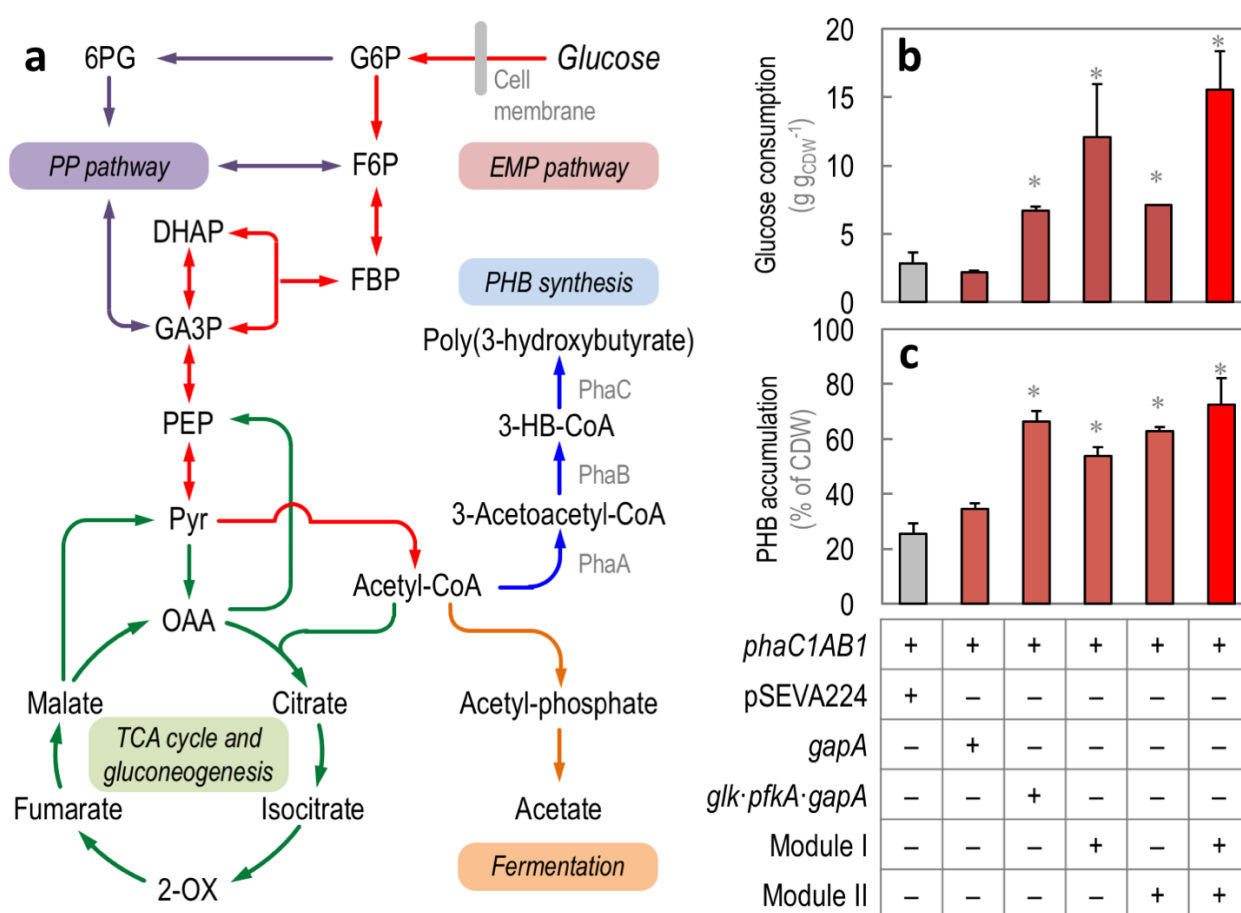 a
6PG
G6P
Glucose
Cell
membrane
PP pathway
F6P
EMP pathway
DHAP
FBP
PHB synthesis
GA3P
Poly(3-hydroxybutyrate)
PhaC
PEP
3-HB-CoA
PhaB
Pyr
3-Acetoacetyl-CoA
PhaA
Acetyl-CoA
OAA
Malate
Citrate
Acetyl-phosphate
TCA cycle and
gluconeogenesis
Fumarate
Isocitrate
Acetate
2-OX
Fermentation
b
Glucose consumption
(g gCDW⁻¹)
20
15
10
5
0
* * * *
c
PHB accumulation
(% of CDW)
100
80
60
40
20
0
* * * *
phaC1AB1 + + + + + +
pSEVA224 + – – – – –
gapA – + – – – –
glk·pfkA·gapA – – + – – –
Module I – – – + – +
Module II – – – – + +